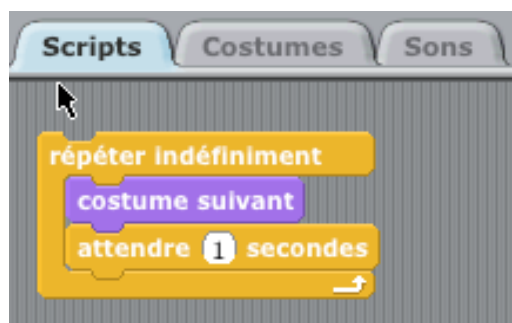 Scripts Costumes Sons
répéter indéfiniment
costume suivant
attendre 1 secondes